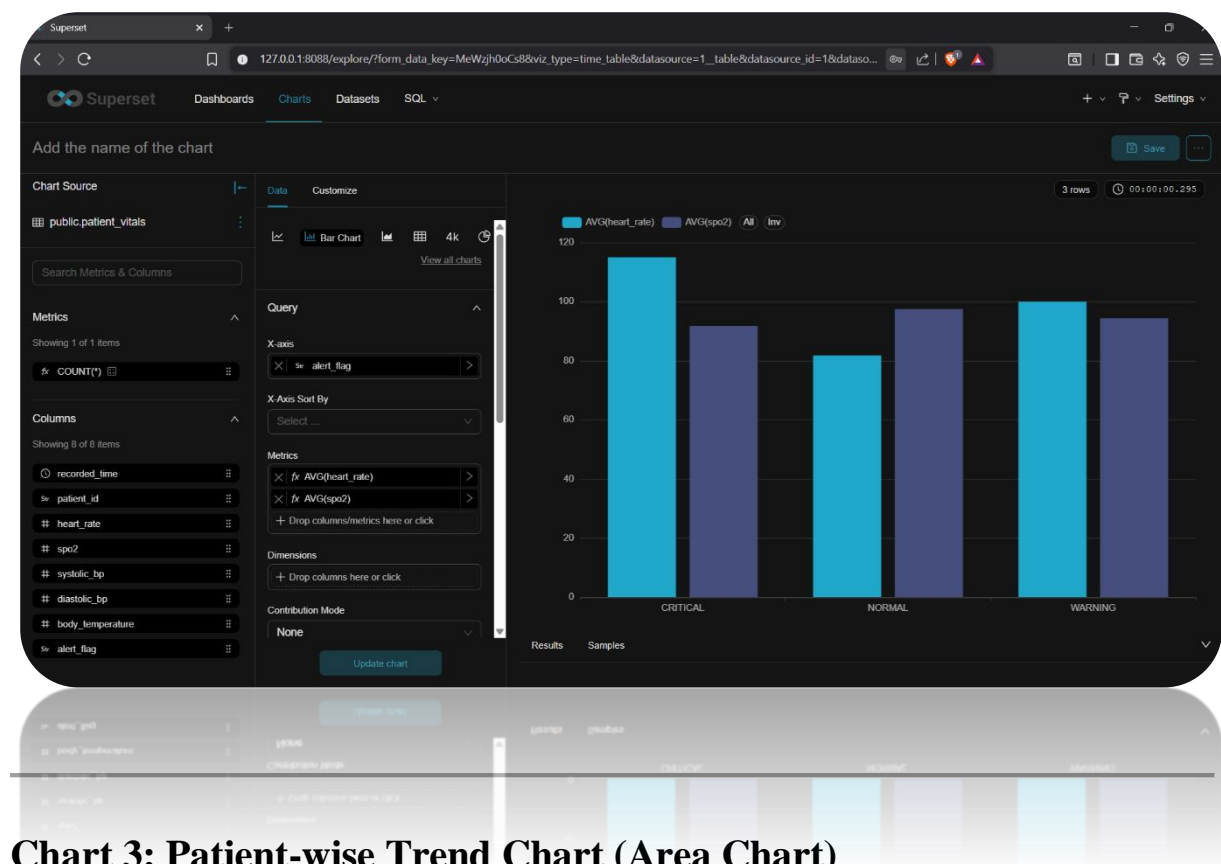 Superset
127.0.0.1:8088/explore/?form_data_key=MeWzjh0oCs8&viz_type=time_table&datasource=1__table&datasource_id=1&dataso...
Superset Dashboards Charts Datasets SQL Settings
Add the name of the chart
Save
Chart Source
public.patient_vitals
Search Metrics & Columns
Metrics
Showing 1 of 1 items
fx COUNT(*)
Columns
Showing 8 of 8 items
recorded_time
Str patient_id
# heart_rate
# spo2
# systolic_bp
# diastolic_bp
# body_temperature
Str alert_flag
Data Customize
Bar Chart 4k
View all charts
Query
X-axis
Str alert_flag
X-Axis Sort By
Select ...
Metrics
fx AVG(heart_rate)
fx AVG(spo2)
+ Drop columns/metrics here or click
Dimensions
+ Drop columns here or click
Contribution Mode
None
Update chart
3 rows 00:00:00.295
AVG(heart_rate) AVG(spo2) All Inv
120
100
80
60
40
20
0
CRITICAL NORMAL WARNING
Results Samples
Chart 3: Patient-wise Trend Chart (Area Chart)